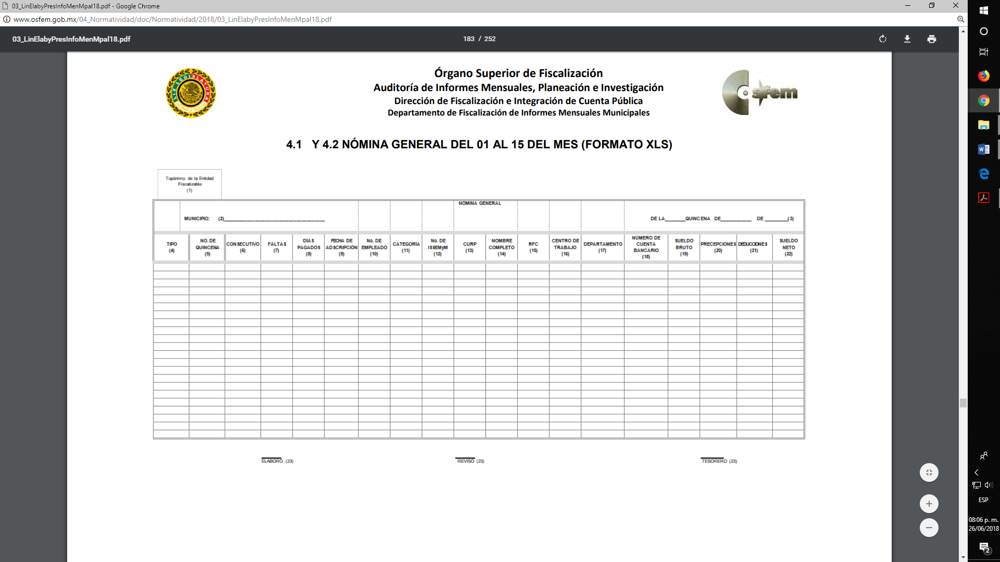 03_LinElabyPresInfoMenMpal18.pdf - Google Chrome
www.osfem.gob.mx/04_Normatividad/doc/Normatividad/2018/03_LinElabyPresInfoMenMpal18.pdf
03_LinElabyPresInfoMenMpal18.pdf
183 / 252
LIX LEGISLATURA
Órgano Superior de Fiscalización
Auditoría de Informes Mensuales, Planeación e Investigación
Dirección de Fiscalización e Integración de Cuenta Pública
Departamento de Fiscalización de Informes Mensuales Municipales
osfem
4.1 Y 4.2 NÓMINA GENERAL DEL 01 AL 15 DEL MES (FORMATO XLS)
Topónimo de la Entidad
Fiscalizable
(1)
NÓMINA GENERAL
MUNICIPIO: (2)____________________
DE LA________QUINCENA DE____________ DE _________(3)
TIPO
(4)
NO. DE
QUINCENA
(5)
CONSECUTIVO
(6)
FALTAS
(7)
DÍAS
PAGADOS
(8)
FECHA DE
ADSCRIPCIÓN
(9)
No. DE
EMPLEADO
(10)
CATEGORÍA
(11)
No. DE
ISSEMyM
(12)
CURP
(13)
NOMBRE
COMPLETO
(14)
RFC
(15)
CENTRO DE
TRABAJO
(16)
DEPARTAMENTO
(17)
NÚMERO DE
CUENTA
BANCARIO
(18)
SUELDO
BRUTO
(19)
PRECEPCIONES
(20)
DEDUCCIONES
(21)
SUELDO
NETO
(22)
ELABORÓ (23)
REVISÓ (23)
TESORERO (23)
ESP
08:06 p. m.
26/06/2018
2